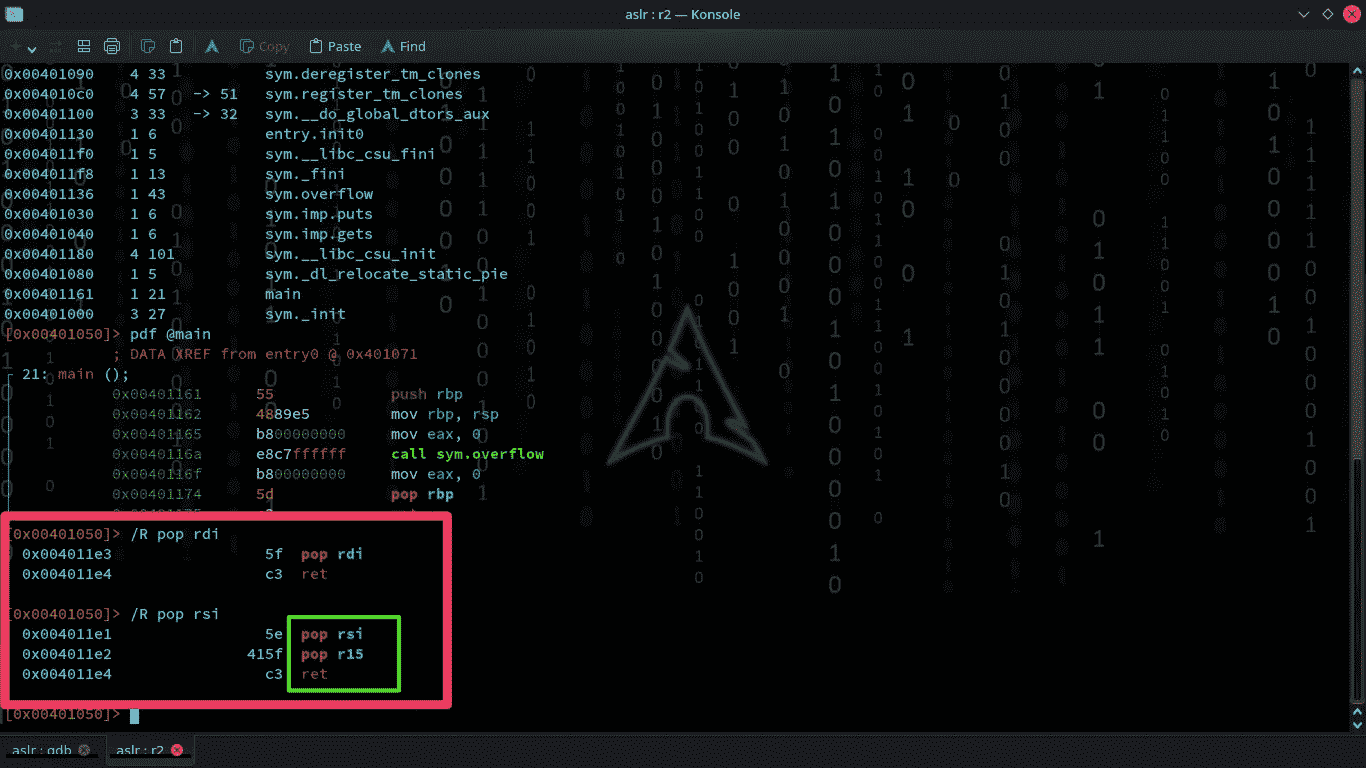 aslr : r2 — Konsole
Copy Paste Find
0x00401090 4 33 sym.deregister_tm_clones
0x004010c0 4 57 -> 51 sym.register_tm_clones
0x00401100 3 33 -> 32 sym.__do_global_dtors_aux
0x00401130 1 6 entry.init0
0x004011f0 1 5 sym.__libc_csu_fini
0x004011f8 1 13 sym._fini
0x00401136 1 43 sym.overflow
0x00401030 1 6 sym.imp.puts
0x00401040 1 6 sym.imp.gets
0x00401180 4 101 sym.__libc_csu_init
0x00401080 1 5 sym._dl_relocate_static_pie
0x00401161 1 21 main
0x00401000 3 27 sym._init
[0x00401050]> pdf @main
; DATA XREF from entry0 @ 0x401071
21: main ();
0x00401161 55 push rbp
0x00401162 4889e5 mov rbp, rsp
0x00401165 b800000000 mov eax, 0
0x0040116a e8c7ffffff call sym.overflow
0x0040116f b800000000 mov eax, 0
0x00401174 5d pop rbp
[0x00401050]> /R pop rdi
0x004011e3 5f pop rdi
0x004011e4 c3 ret
[0x00401050]> /R pop rsi
0x004011e1 5e pop rsi
0x004011e2 415f pop r15
0x004011e4 c3 ret
[0x00401050]>
aslr : gdb aslr : r2